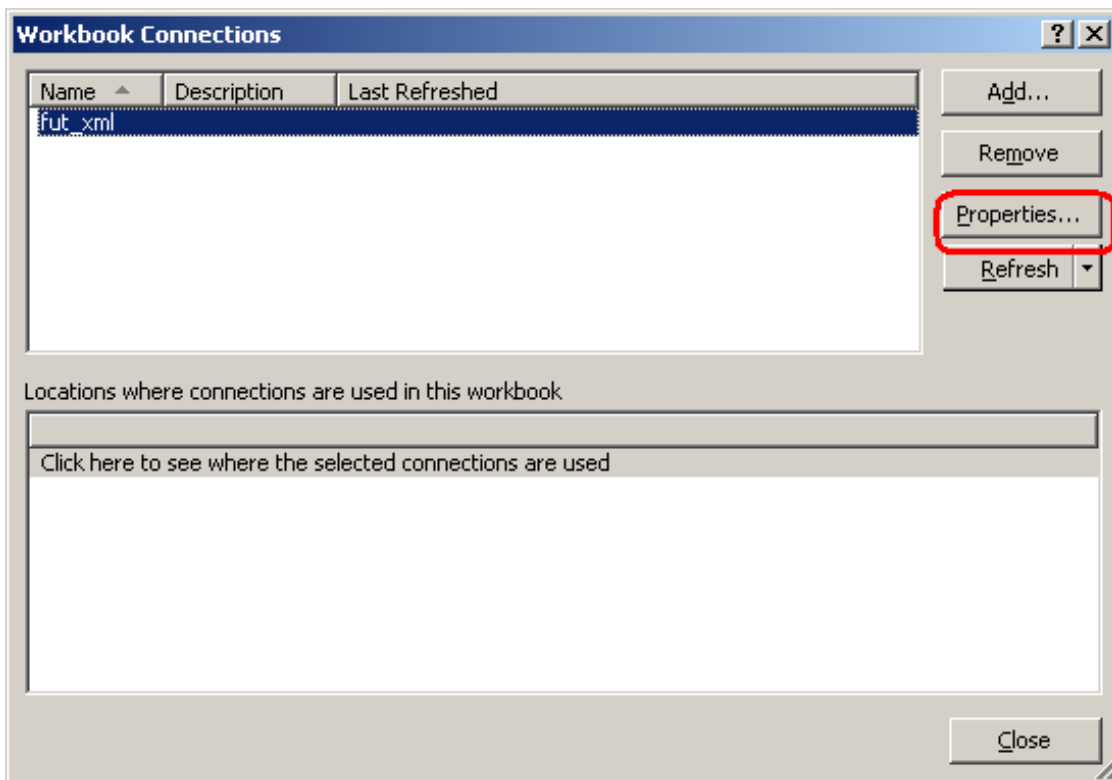 Workbook Connections
Name Description Last Refreshed
Add...
fut_xml
Remove
Properties...
Refresh
Locations where connections are used in this workbook
Click here to see where the selected connections are used
Close